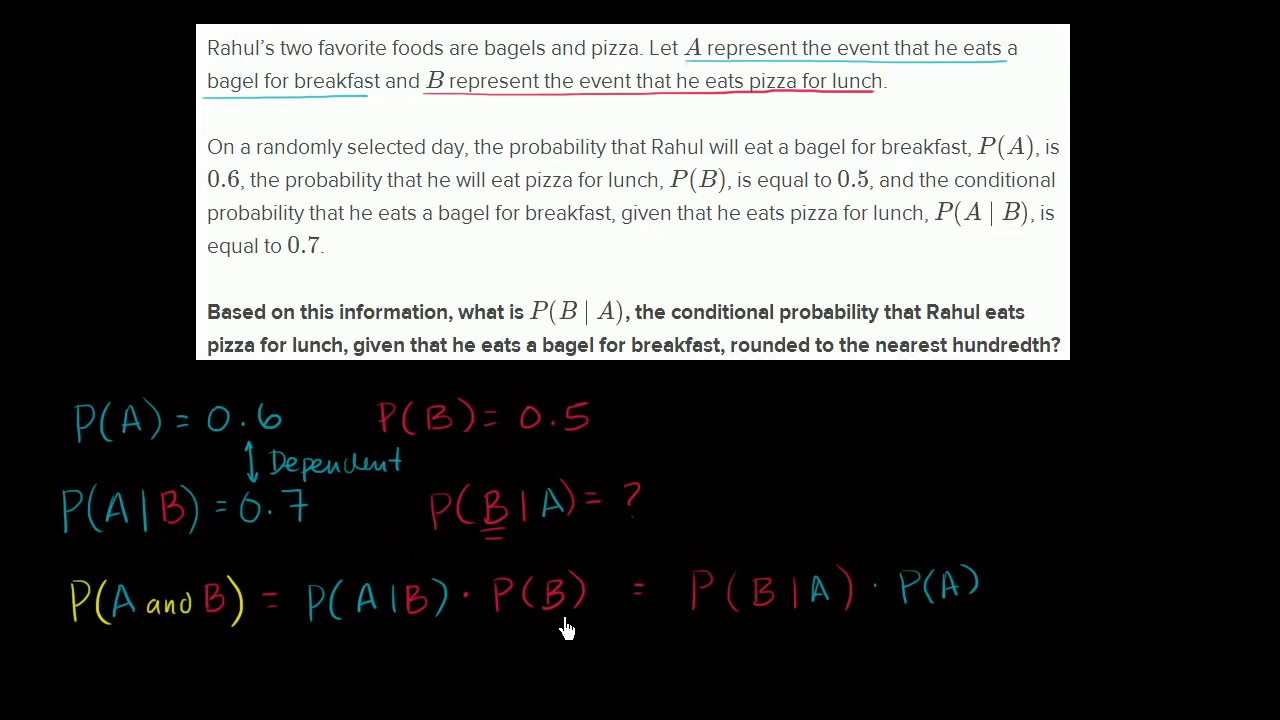 Rahul’s two favorite foods are bagels and pizza. Let A represent the event that he eats a
bagel for breakfast and B represent the event that he eats pizza for lunch.
On a randomly selected day, the probability that Rahul will eat a bagel for breakfast, P(A), is
0.6, the probability that he will eat pizza for lunch, P(B), is equal to 0.5, and the conditional
probability that he eats a bagel for breakfast, given that he eats pizza for lunch, P(A | B), is
equal to 0.7.
Based on this information, what is P(B | A), the conditional probability that Rahul eats
pizza for lunch, given that he eats a bagel for breakfast, rounded to the nearest hundredth?
P(A) = 0.6 P(B) = 0.5
↕ Dependent
P(A | B) = 0.7 P(B | A) = ?
P(A and B) = P(A | B) · P(B) = P(B | A) · P(A)